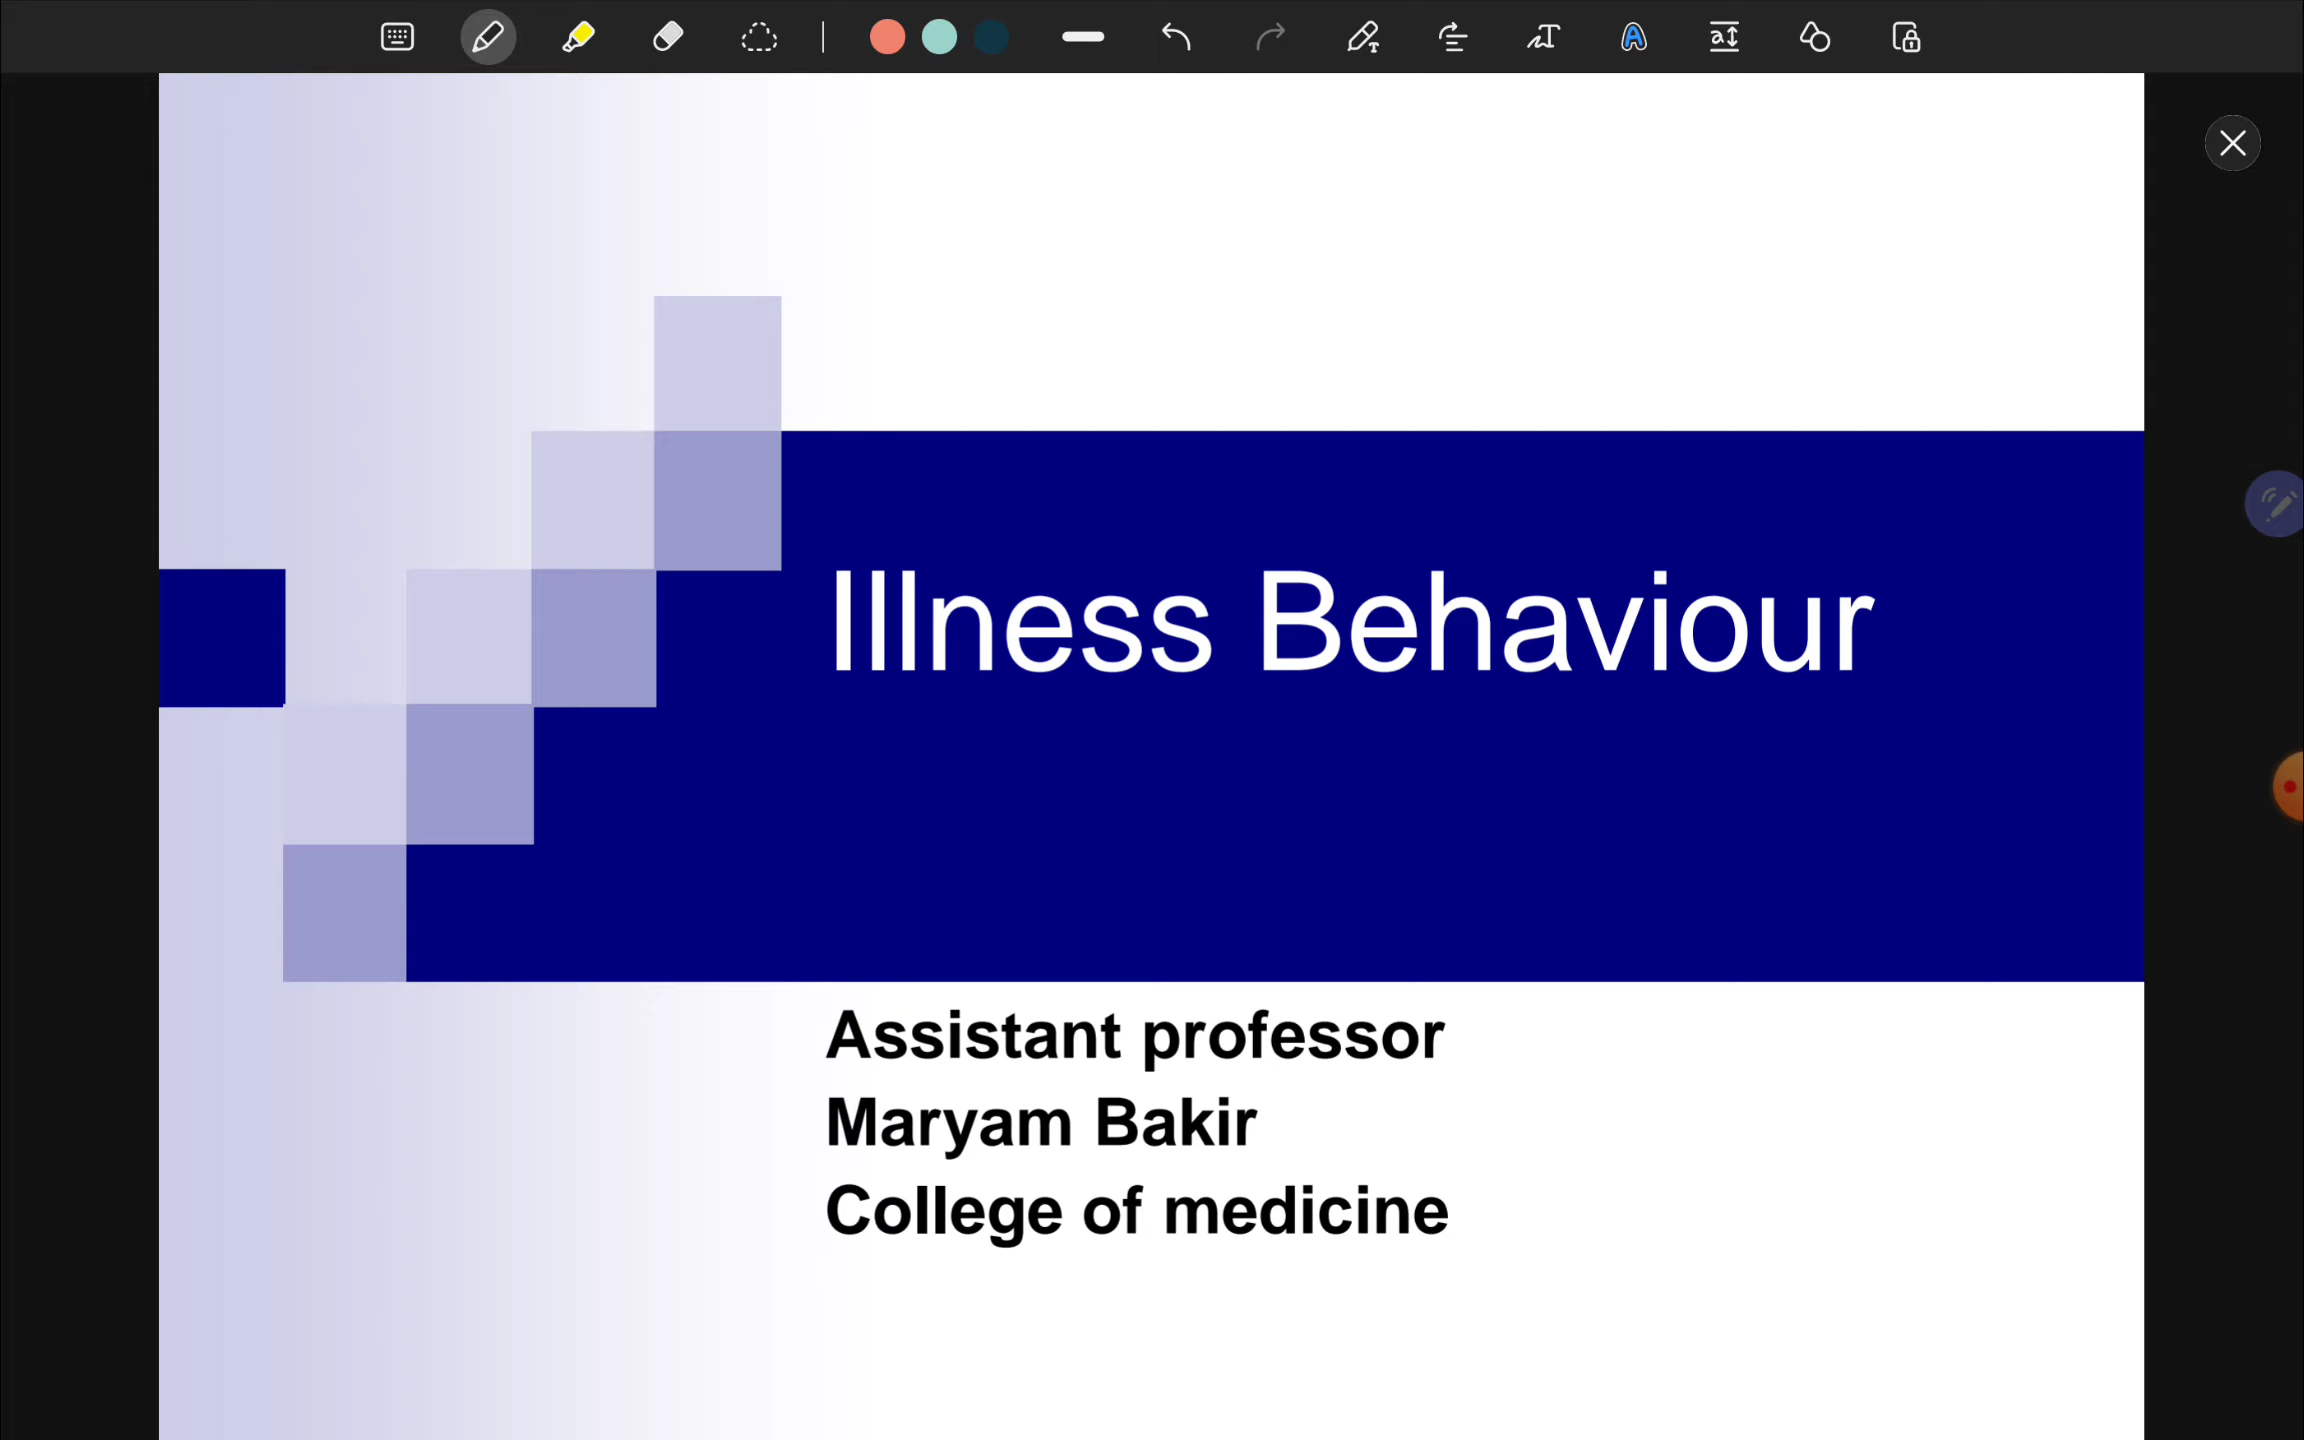 Illness Behaviour
Assistant professor
Maryam Bakir
College of medicine